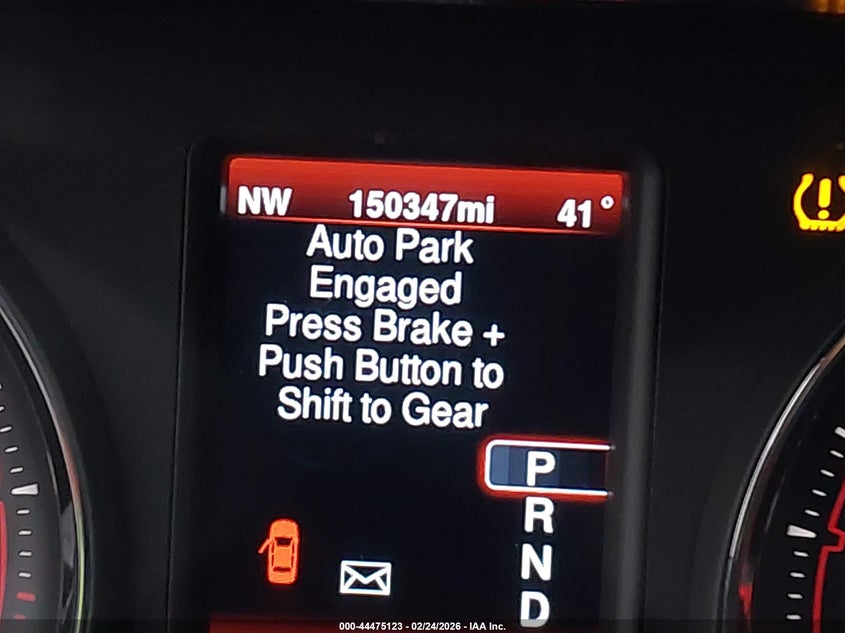 NW 150347mi 41°
Auto Park
Engaged
Press Brake +
Push Button to
Shift to Gear
P
R
N
D
000-44475123 - 02/24/2026 - IAA Inc.